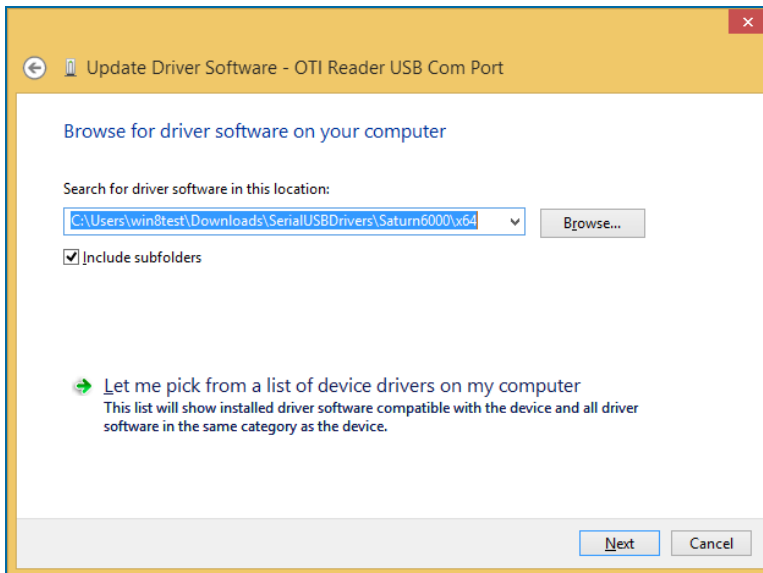 Update Driver Software - OTI Reader USB Com Port
Browse for driver software on your computer
Search for driver software in this location:
C:\Users\win8test\Downloads\SerialUSBDrivers\Saturn6000\x64
Browse...
Include subfolders
Let me pick from a list of device drivers on my computer
This list will show installed driver software compatible with the device and all driver
software in the same category as the device.
Next Cancel